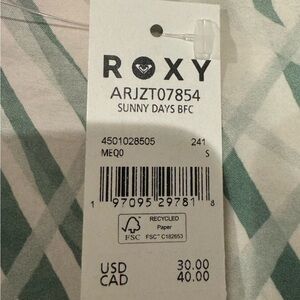 ROXY
ARJZT07854
SUNNY DAYS BFC
4501028505 241
MEQ0 S
1 97095 29781 8
FSC
RECYCLED
Paper
FSC™ C182653
USD 30.00
CAD 40.00